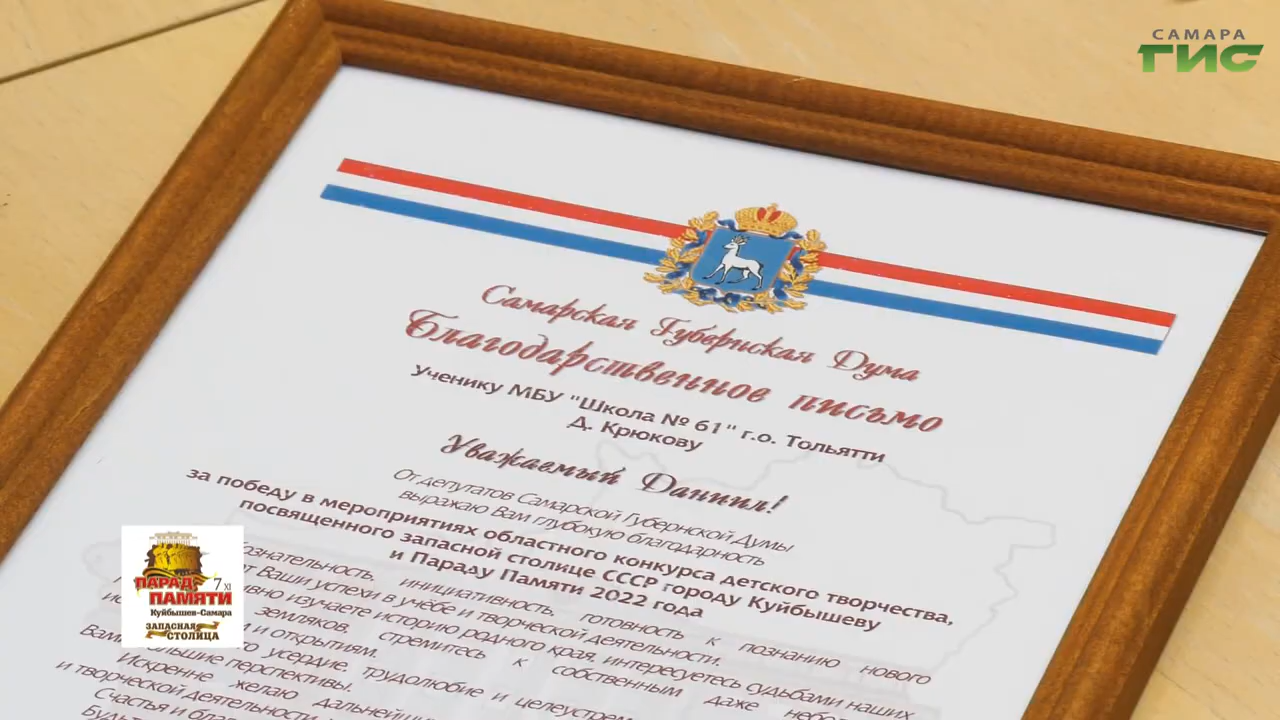 САМАРА
ГИС
Самарская Губернская Дума
Благодарственное письмо
Ученику МБУ "Школа № 61" г.о. Тольятти
Д. Крюкову
Уважаемый Даниил!
От депутатов Самарской Губернской Думы
выражаю Вам глубокую благодарность
за победу в мероприятиях областного конкурса детского творчества,
посвященного запасной столице СССР городу Куйбышеву
и Параду Памяти 2022 года
инициативность, готовность к познанию нового
Ваши успехи в учёбе и творческой деятельности.
изучаете историю родного края, интересуетесь судьбами наших
земляков, стремитесь к собственным даже
и открытиям.
усердие, трудолюбие и
перспективы.
Искренне желаю
и творческой деятельности
Счастья и
ПАРАД
ПАМЯТИ
7 XI
Куйбышев-Самара
ЗАПАСНАЯ
СТОЛИЦА